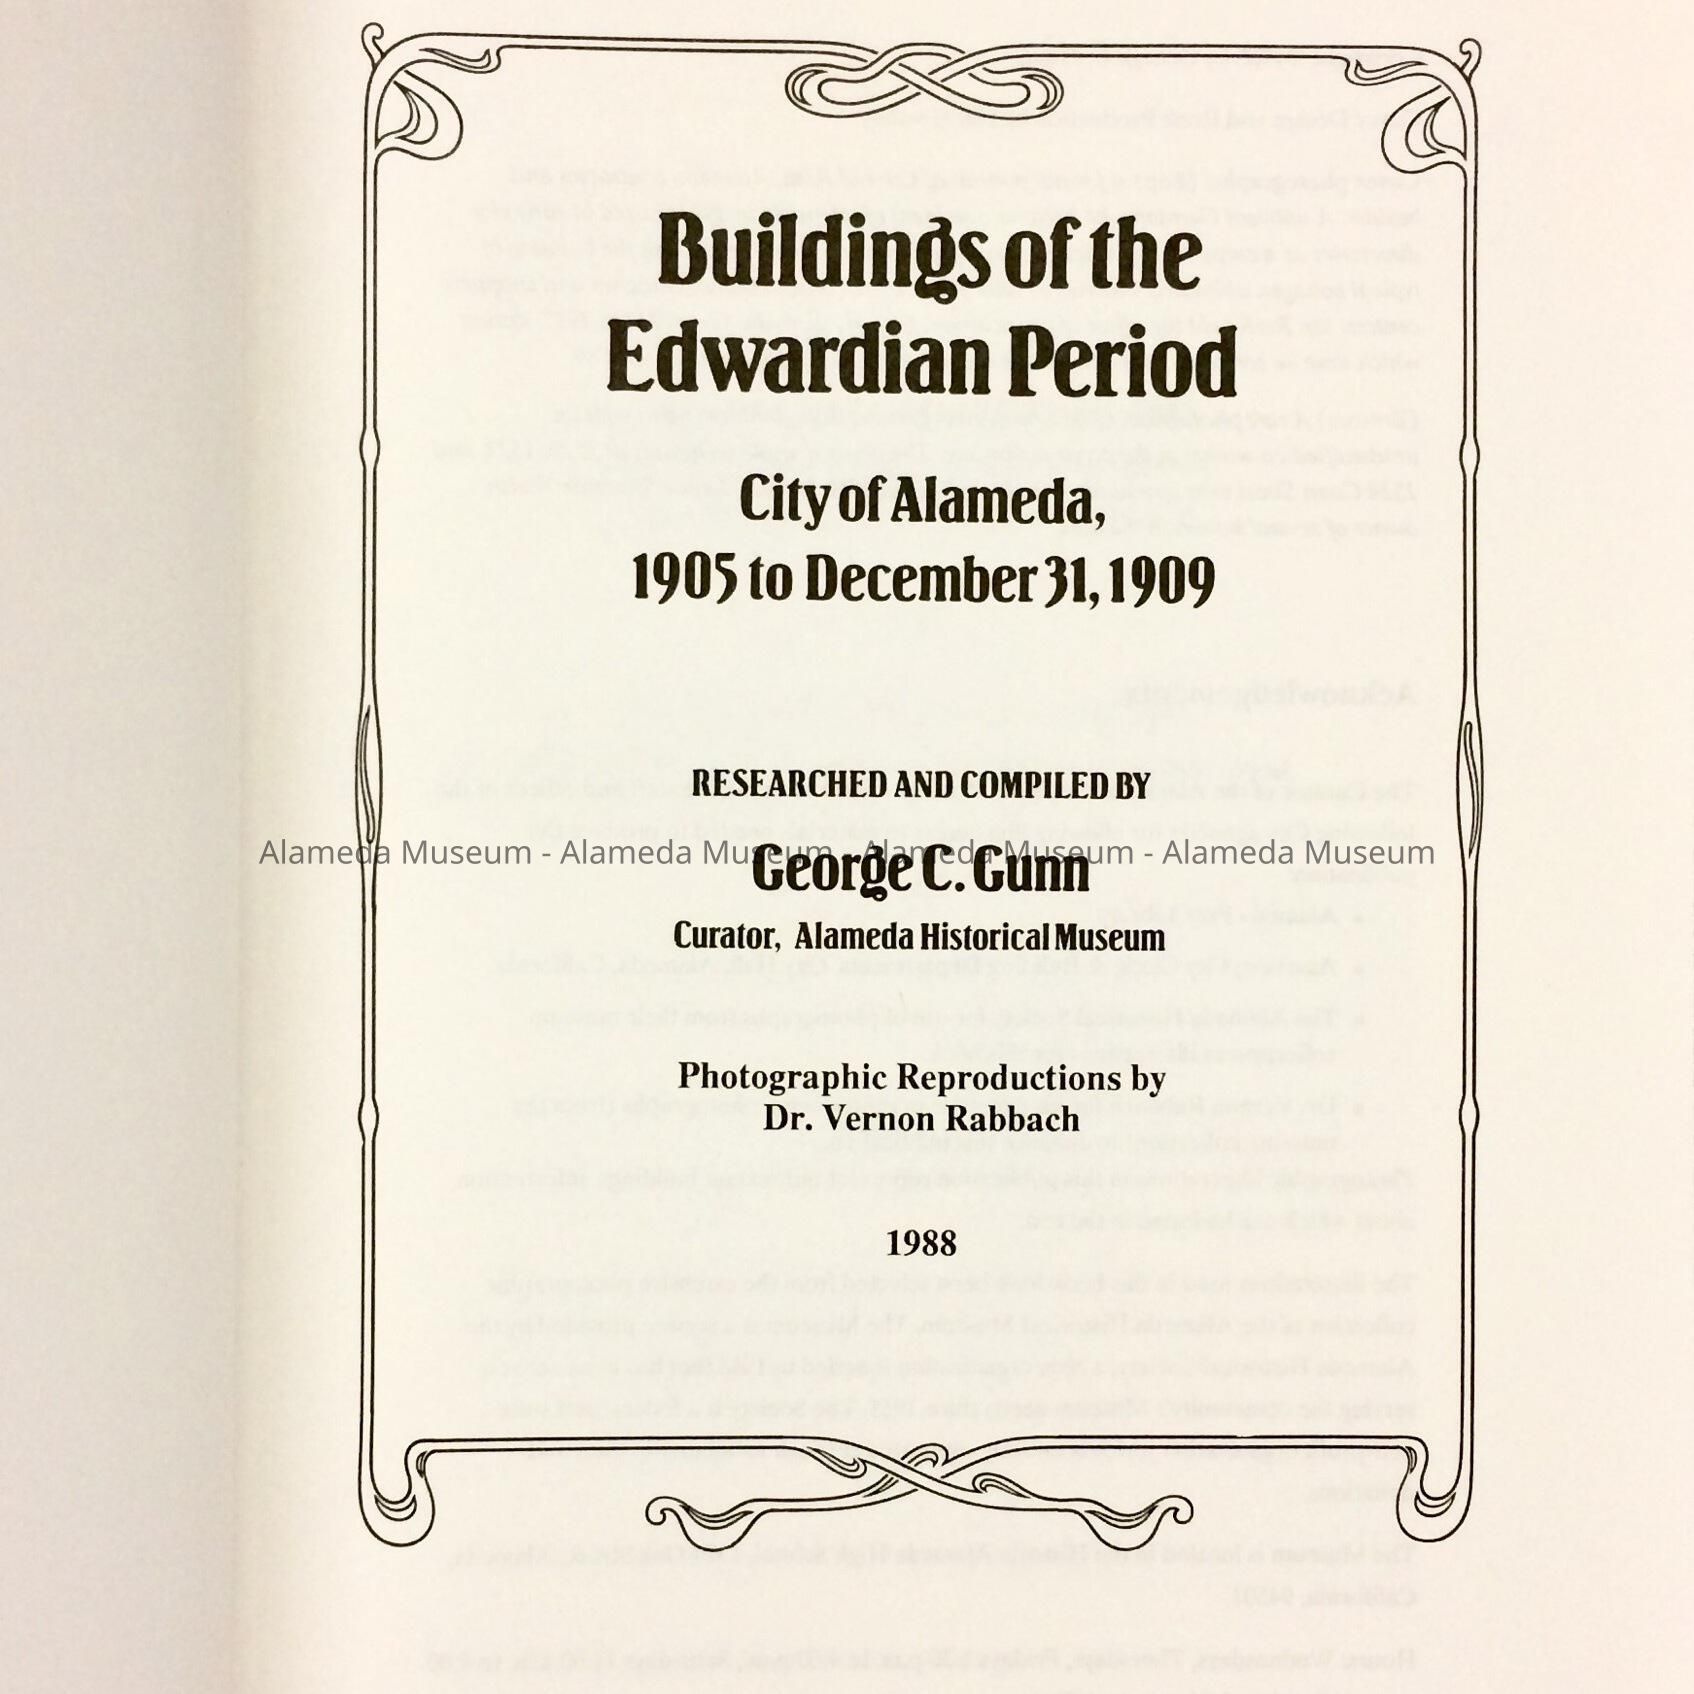 Buildings of the
Edwardian Period
City of Alameda,
1905 to December 31, 1909
RESEARCHED AND COMPILED BY
Alameda Museum - Alameda Museum - Alameda Museum - Alameda Museum
George C. Gunn
Curator, Alameda Historical Museum
Photographic Reproductions by
Dr. Vernon Rabbach
1988